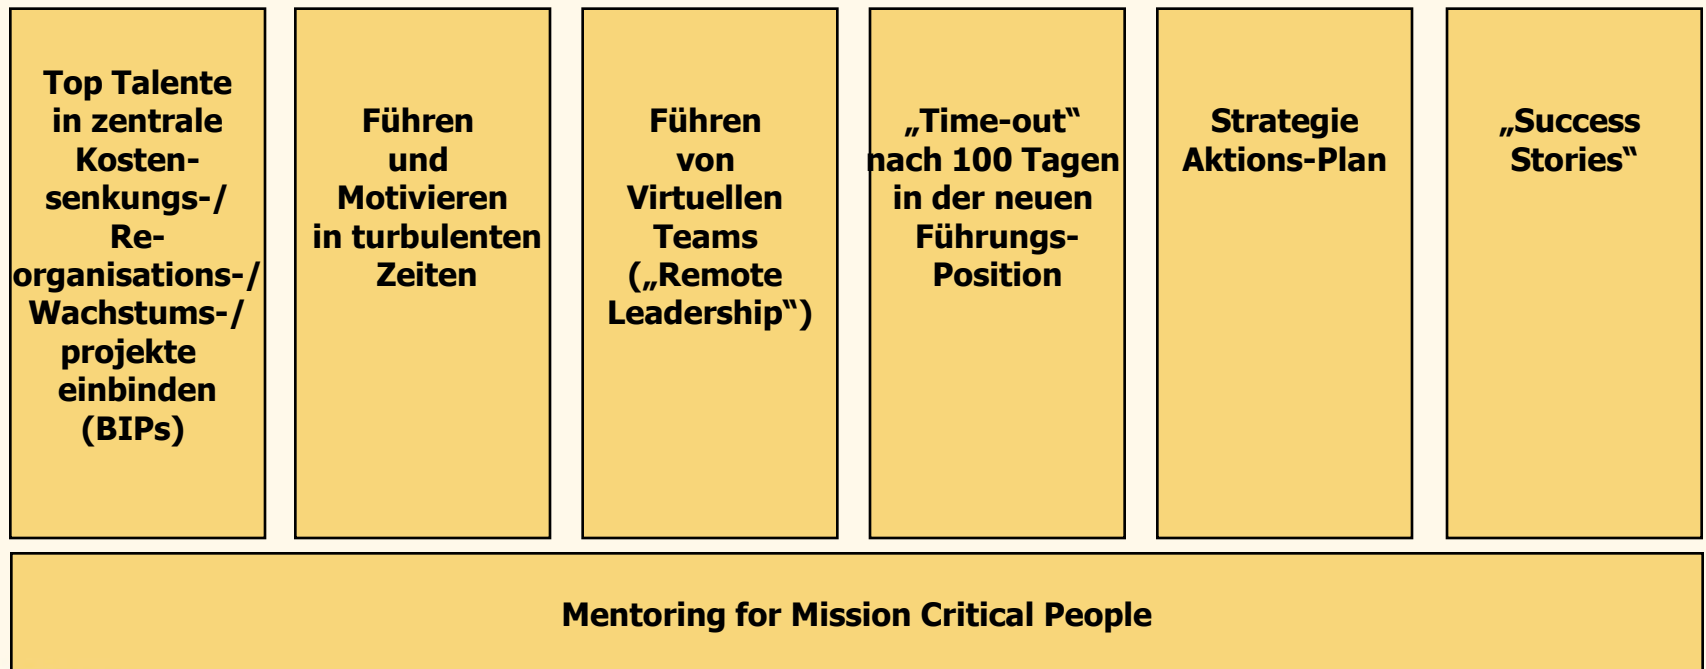 Top Talente
in zentrale
Kosten-
senkungs-/
Re-
organisations-/
Wachstums-/
projekte
einbinden
(BIPs)
Führen
und
Motivieren
in turbulenten
Zeiten
Führen
von
Virtuellen
Teams
(„Remote
Leadership“)
„Time-out“
nach 100 Tagen
in der neuen
Führungs-
Position
Strategie
Aktions-Plan
„Success
Stories“
Mentoring for Mission Critical People